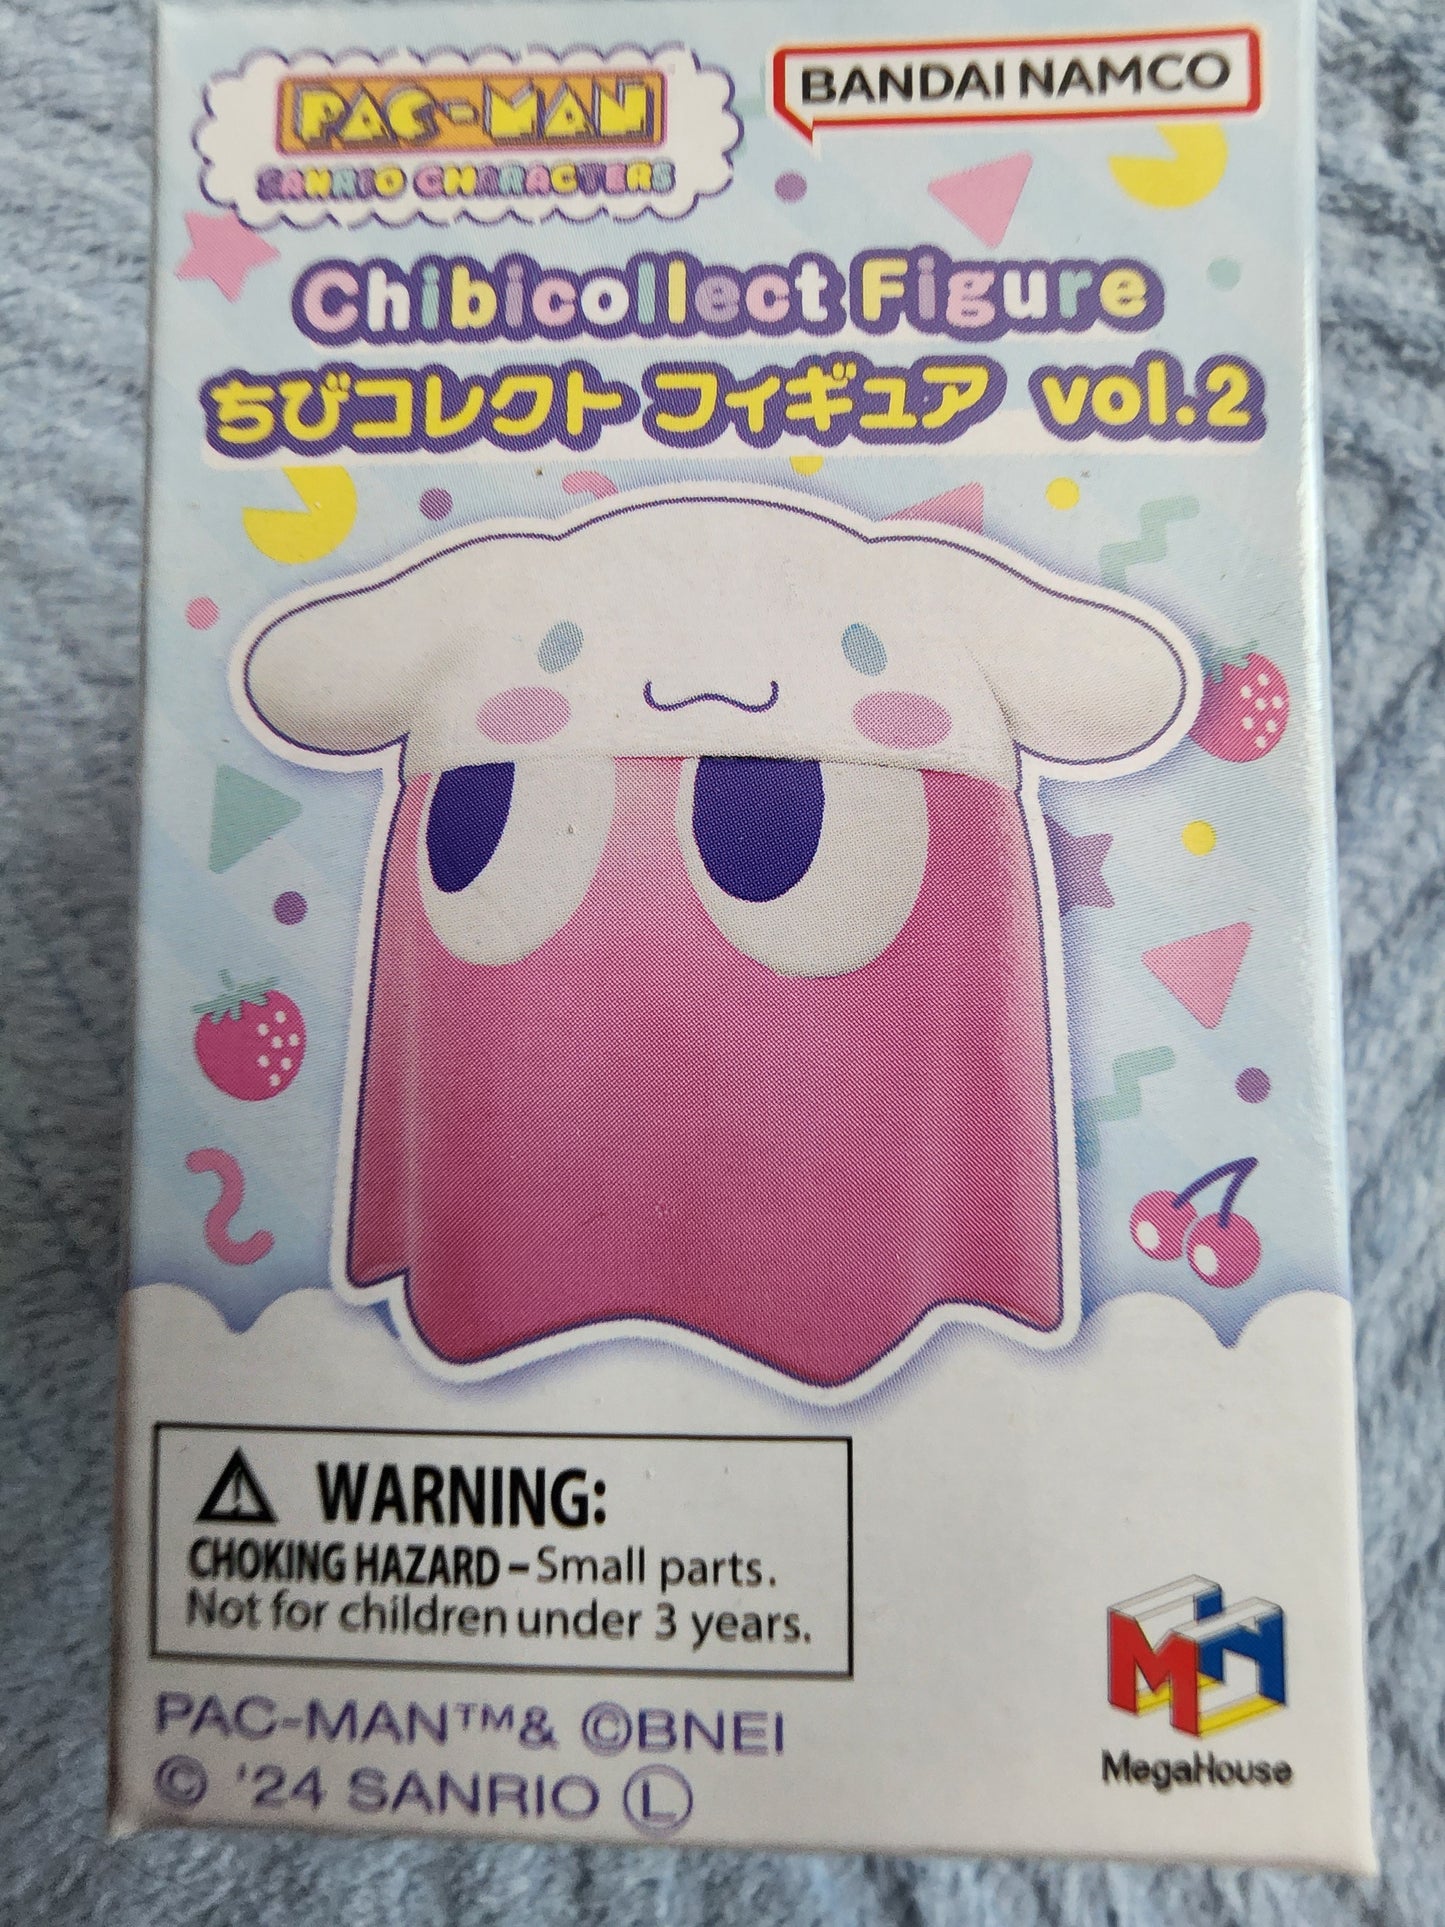 PAC-MAN
SANRIO CHARACTERS
BANDAI NAMCO
Chibicollect Figure
ちびコレクト フィギュア vol.2
WARNING:
CHOKING HAZARD – Small parts.
Not for children under 3 years.
PAC-MAN™& ©BNEI
© '24 SANRIO Ⓛ
MegaHouse